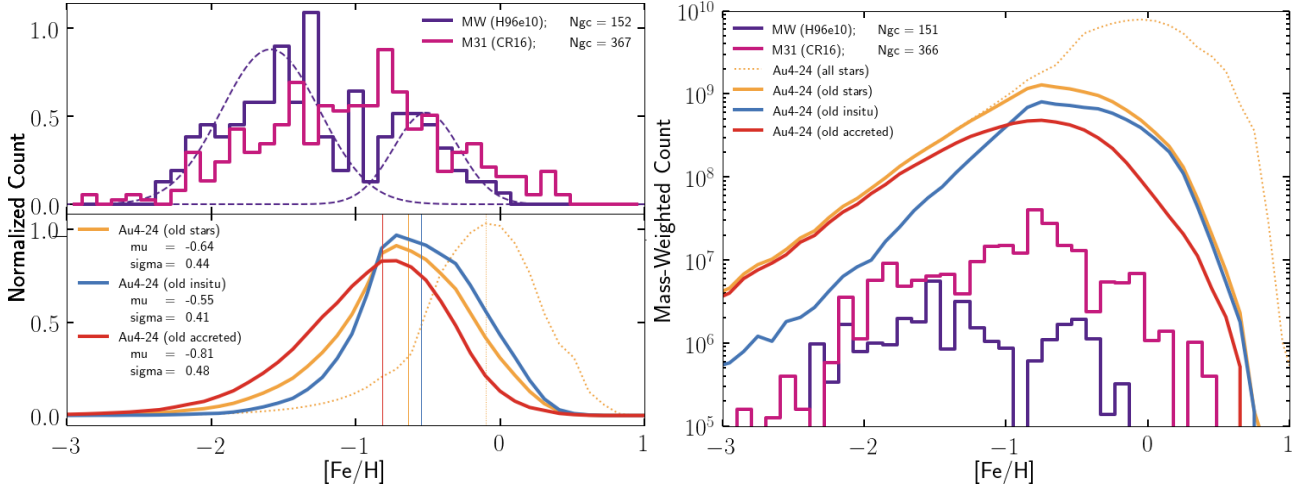 MW (H96e10); Ngc = 152
M31 (CR16); Ngc = 367
1.0
0.5
0.0
Normalized Count
Au4-24 (old stars)
mu = -0.64
sigma = 0.44
Au4-24 (old insitu)
mu = -0.55
sigma = 0.41
Au4-24 (old accreted)
mu = -0.81
sigma = 0.48
1.0
0.5
0.0
−3 −2 −1 0 1
[Fe/H]
MW (H96e10); Ngc = 151
M31 (CR16); Ngc = 366
Au4-24 (all stars)
Au4-24 (old stars)
Au4-24 (old insitu)
Au4-24 (old accreted)
Mass-Weighted Count
10^10
10^9
10^8
10^7
10^6
10^5
−3 −2 −1 0 1
[Fe/H]